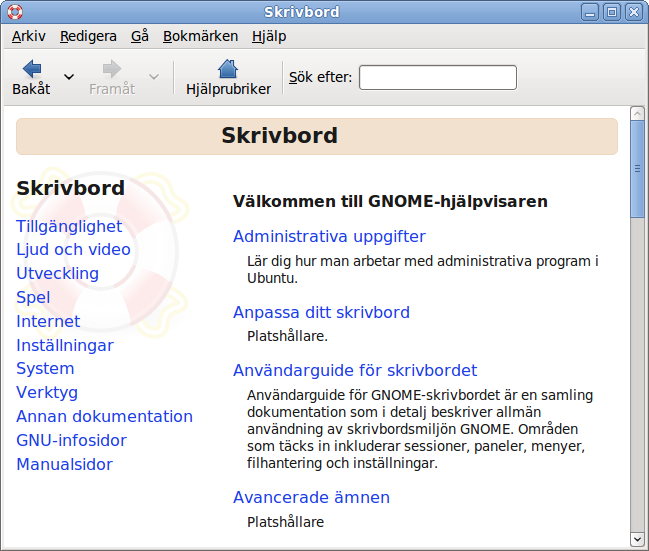 Skrivbord
Arkiv Redigera Gå Bokmärken Hjälp
Bakåt Framåt Hjälprubriker Sök efter:
Skrivbord
Skrivbord
Tillgänglighet
Ljud och video
Utveckling
Spel
Internet
Inställningar
System
Verktyg
Annan dokumentation
GNU-infosidor
Manualsidor
Välkommen till GNOME-hjälpvisaren
Administrativa uppgifter
Lär dig hur man arbetar med administrativa program i
Ubuntu.
Anpassa ditt skrivbord
Platshållare.
Användarguide för skrivbordet
Användarguide för GNOME-skrivbordet är en samling
dokumentation som i detalj beskriver allmän
användning av skrivbordsmiljön GNOME. Områden
som täcks in inkluderar sessioner, paneler, menyer,
filhantering och inställningar.
Avancerade ämnen
Platshållare